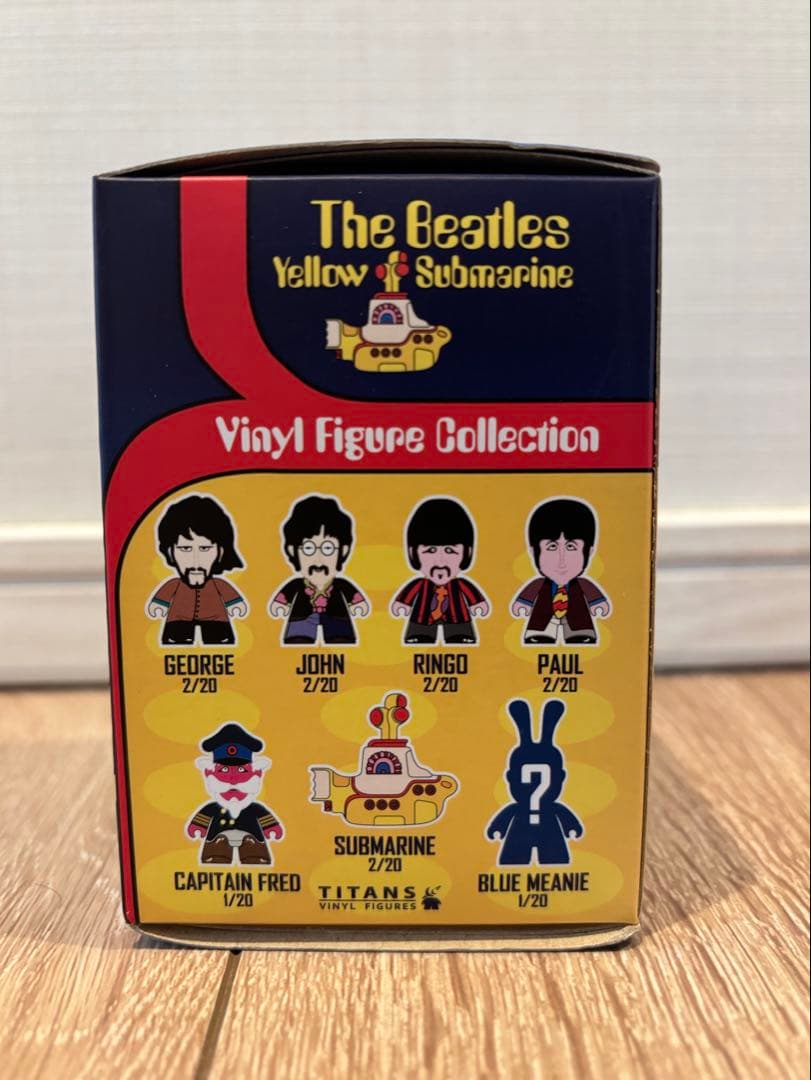 The Beatles
Yellow Submarine
Vinyl Figure Collection
GEORGE JOHN RINGO PAUL
2/20 2/20 2/20 2/20
?
SUBMARINE
2/20
CAPITAIN FRED BLUE MEANIE
1/20 1/20
TITANS
VINYL FIGURES